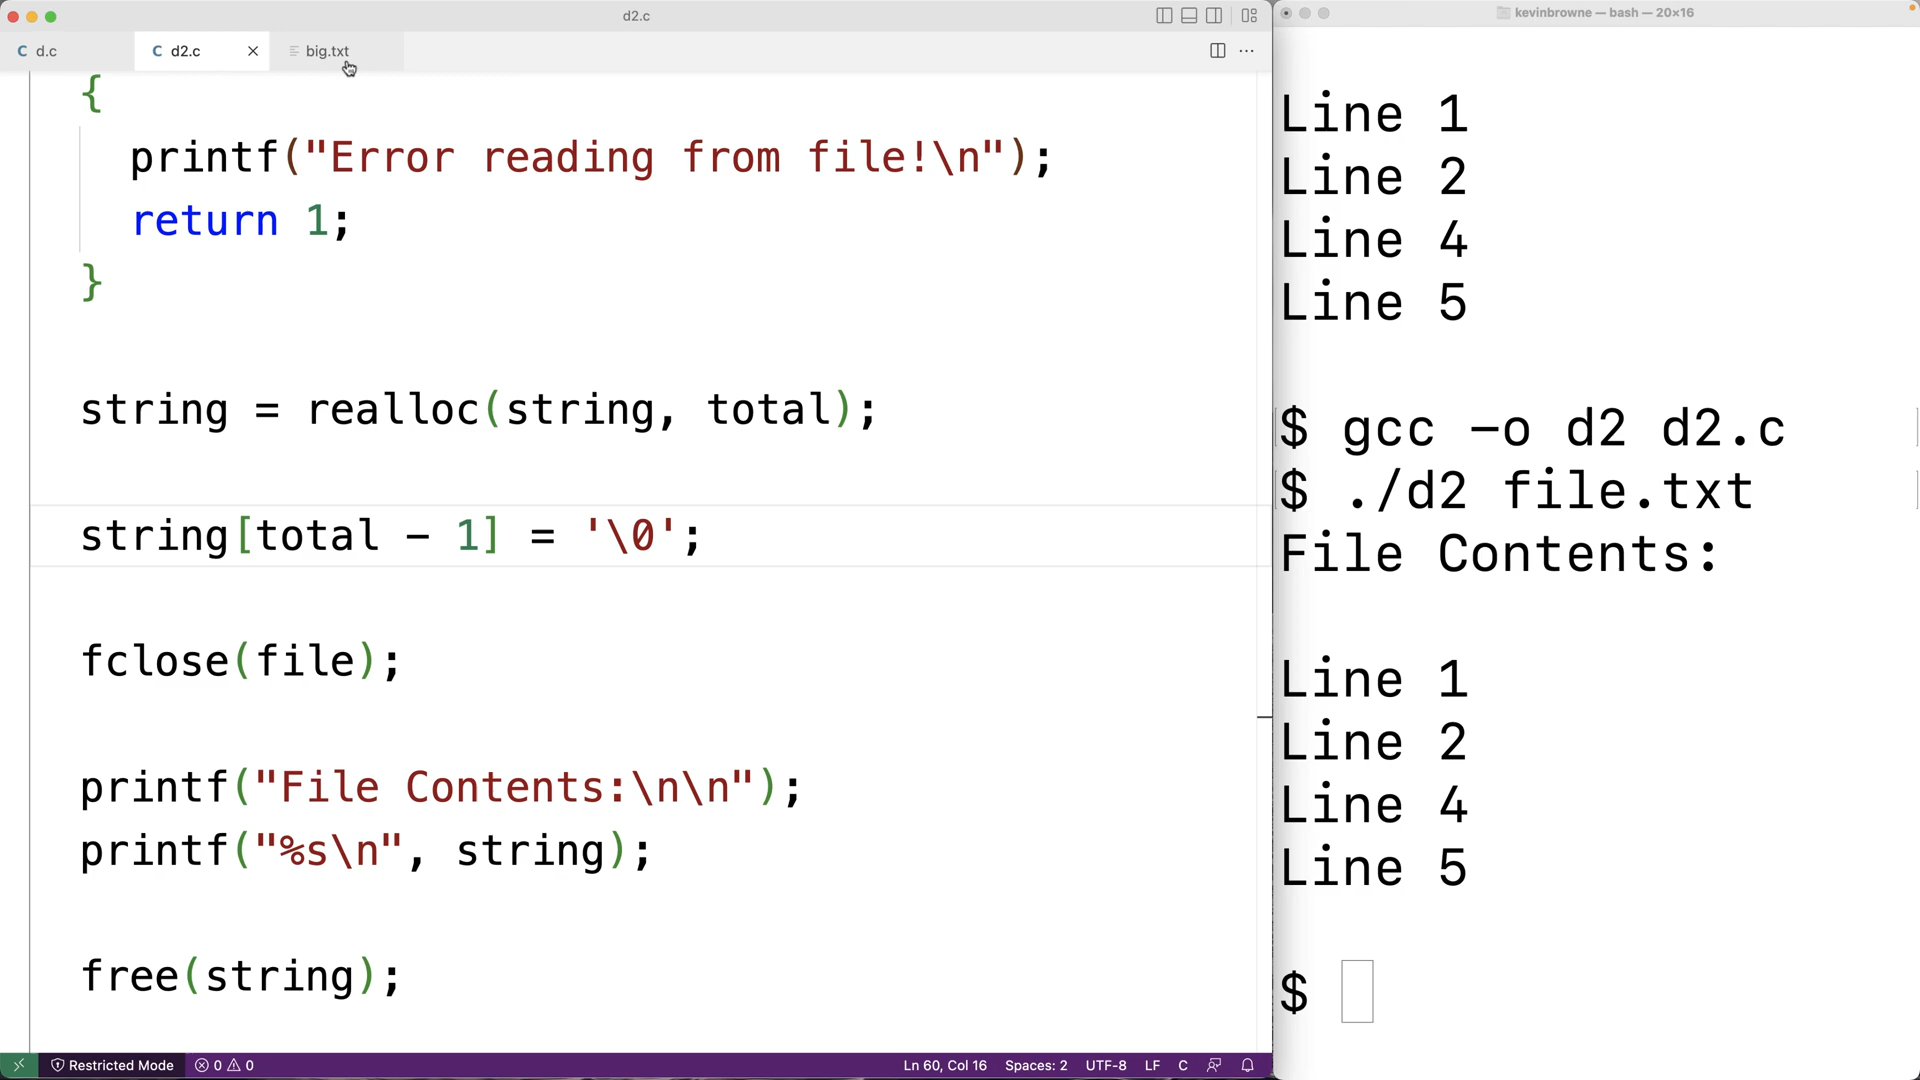 d2.c
d.c
d2.c
big.txt
{
printf("Error reading from file!\n");
return 1;
}
string = realloc(string, total);
string[total - 1] = '\0';
fclose(file);
printf("File Contents:\n\n");
printf("%s\n", string);
free(string);
Restricted Mode
0
0
Ln 60, Col 16
Spaces: 2
UTF-8
LF
C
kevinbrowne — bash — 20×16
Line 1
Line 2
Line 4
Line 5
$ gcc -o d2 d2.c
$ ./d2 file.txt
File Contents:
Line 1
Line 2
Line 4
Line 5
$